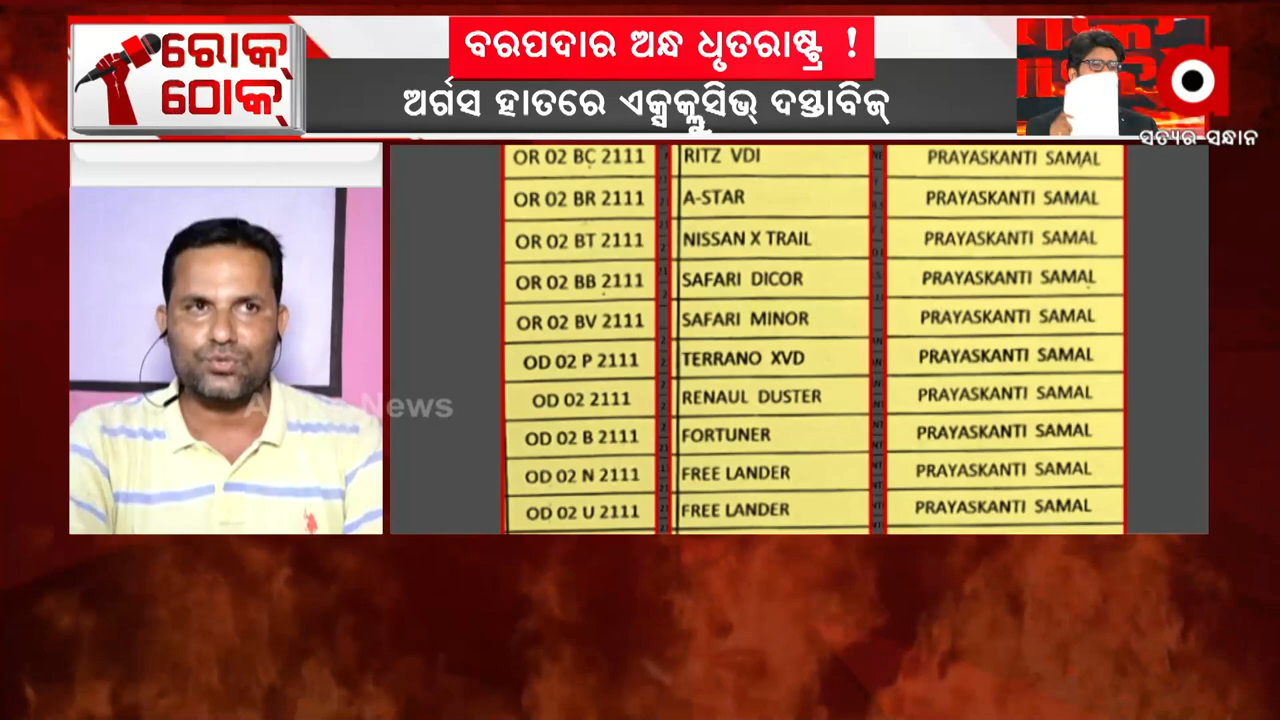 ରୋକ୍
ଠୋକ୍
ବରପଦାର ଅନ୍ଧ ଧୃତରାଷ୍ଟ୍ର !
ଅର୍ଗସ ହାତରେ ଏକ୍ସକ୍ଲୁସିଭ୍ ଦସ୍ତାବିଜ୍
ସତ୍ୟର ସନ୍ଧାନ
OR 02 BC 2111 RITZ VDI PRAYASKANTI SAMAL
OR 02 BR 2111 A-STAR PRAYASKANTI SAMAL
OR 02 BT 2111 NISSAN X TRAIL PRAYASKANTI SAMAL
OR 02 BB 2111 SAFARI DICOR PRAYASKANTI SAMAL
OR 02 BV 2111 SAFARI MINOR PRAYASKANTI SAMAL
OD 02 P 2111 TERRANO XVD PRAYASKANTI SAMAL
OD 02 2111 RENAUL DUSTER PRAYASKANTI SAMAL
OD 02 B 2111 FORTUNER PRAYASKANTI SAMAL
OD 02 N 2111 FREE LANDER PRAYASKANTI SAMAL
OD 02 U 2111 FREE LANDER PRAYASKANTI SAMAL
News